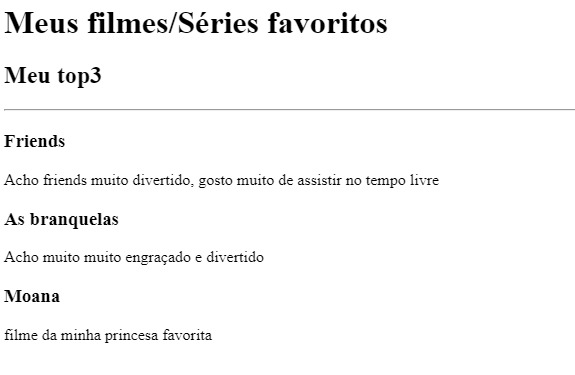 Meus filmes/Séries favoritos
Meu top3
Friends
Acho friends muito divertido, gosto muito de assistir no tempo livre
As branquelas
Acho muito muito engraçado e divertido
Moana
filme da minha princesa favorita